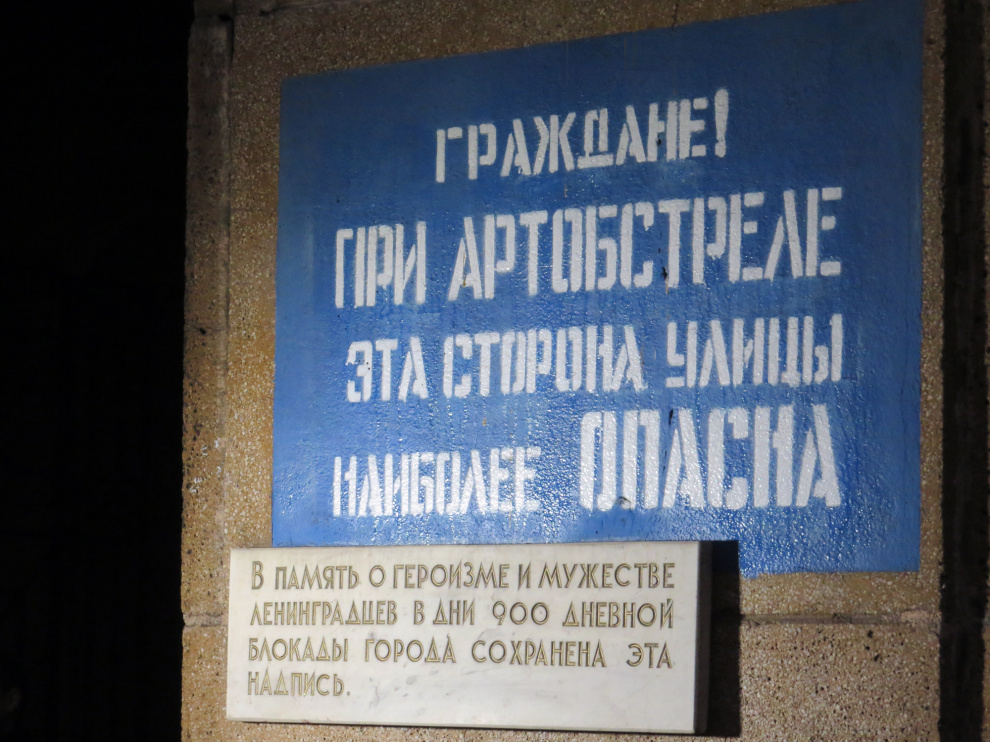 ГРАЖДАНЕ!
ПРИ АРТОБСТРЕЛЕ
ЭТА СТОРОНА УЛИЦЫ
НАИБОЛЕЕ ОПАСНА
В ПАМЯТЬ О ГЕРОИЗМЕ И МУЖЕСТВЕ
ЛЕНИНГРАДЦЕВ В ДНИ 900 ДНЕВНОЙ
БЛОКАДЫ ГОРОДА СОХРАНЕНА ЭТА
НАДПИСЬ.